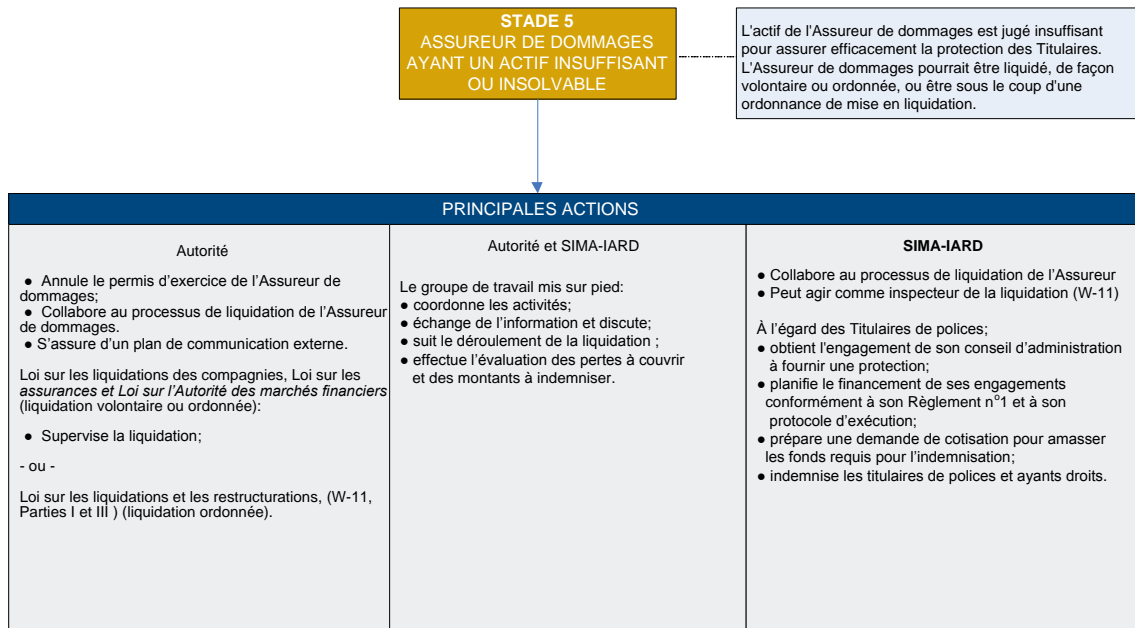 STADE 5
ASSUREUR DE DOMMAGES
AYANT UN ACTIF INSUFFISANT
OU INSOLVABLE
L'actif de l'Assureur de dommages est jugé insuffisant
pour assurer efficacement la protection des Titulaires.
L'Assureur de dommages pourrait être liquidé, de façon
volontaire ou ordonnée, ou être sous le coup d'une
ordonnance de mise en liquidation.
PRINCIPALES ACTIONS
Autorité
● Annule le permis d'exercice de l'Assureur de
dommages;
● Collabore au processus de liquidation de l'Assureur
de dommages.
● S'assure d'un plan de communication externe.
Loi sur les liquidations des compagnies, Loi sur les
assurances et Loi sur l'Autorité des marchés financiers
(liquidation volontaire ou ordonnée):
● Supervise la liquidation;
- ou -
Loi sur les liquidations et les restructurations, (W-11,
Parties I et III ) (liquidation ordonnée).
Autorité et SIMA-IARD
Le groupe de travail mis sur pied:
● coordonne les activités;
● échange de l'information et discute;
● suit le déroulement de la liquidation ;
● effectue l'évaluation des pertes à couvrir
et des montants à indemniser.
SIMA-IARD
● Collabore au processus de liquidation de l'Assureur
● Peut agir comme inspecteur de la liquidation (W-11)
À l'égard des Titulaires de polices;
● obtient l'engagement de son conseil d'administration
à fournir une protection;
● planifie le financement de ses engagements
conformément à son Règlement n°1 et à son
protocole d'exécution;
● prépare une demande de cotisation pour amasser
les fonds requis pour l'indemnisation;
● indemnise les titulaires de polices et ayants droits.